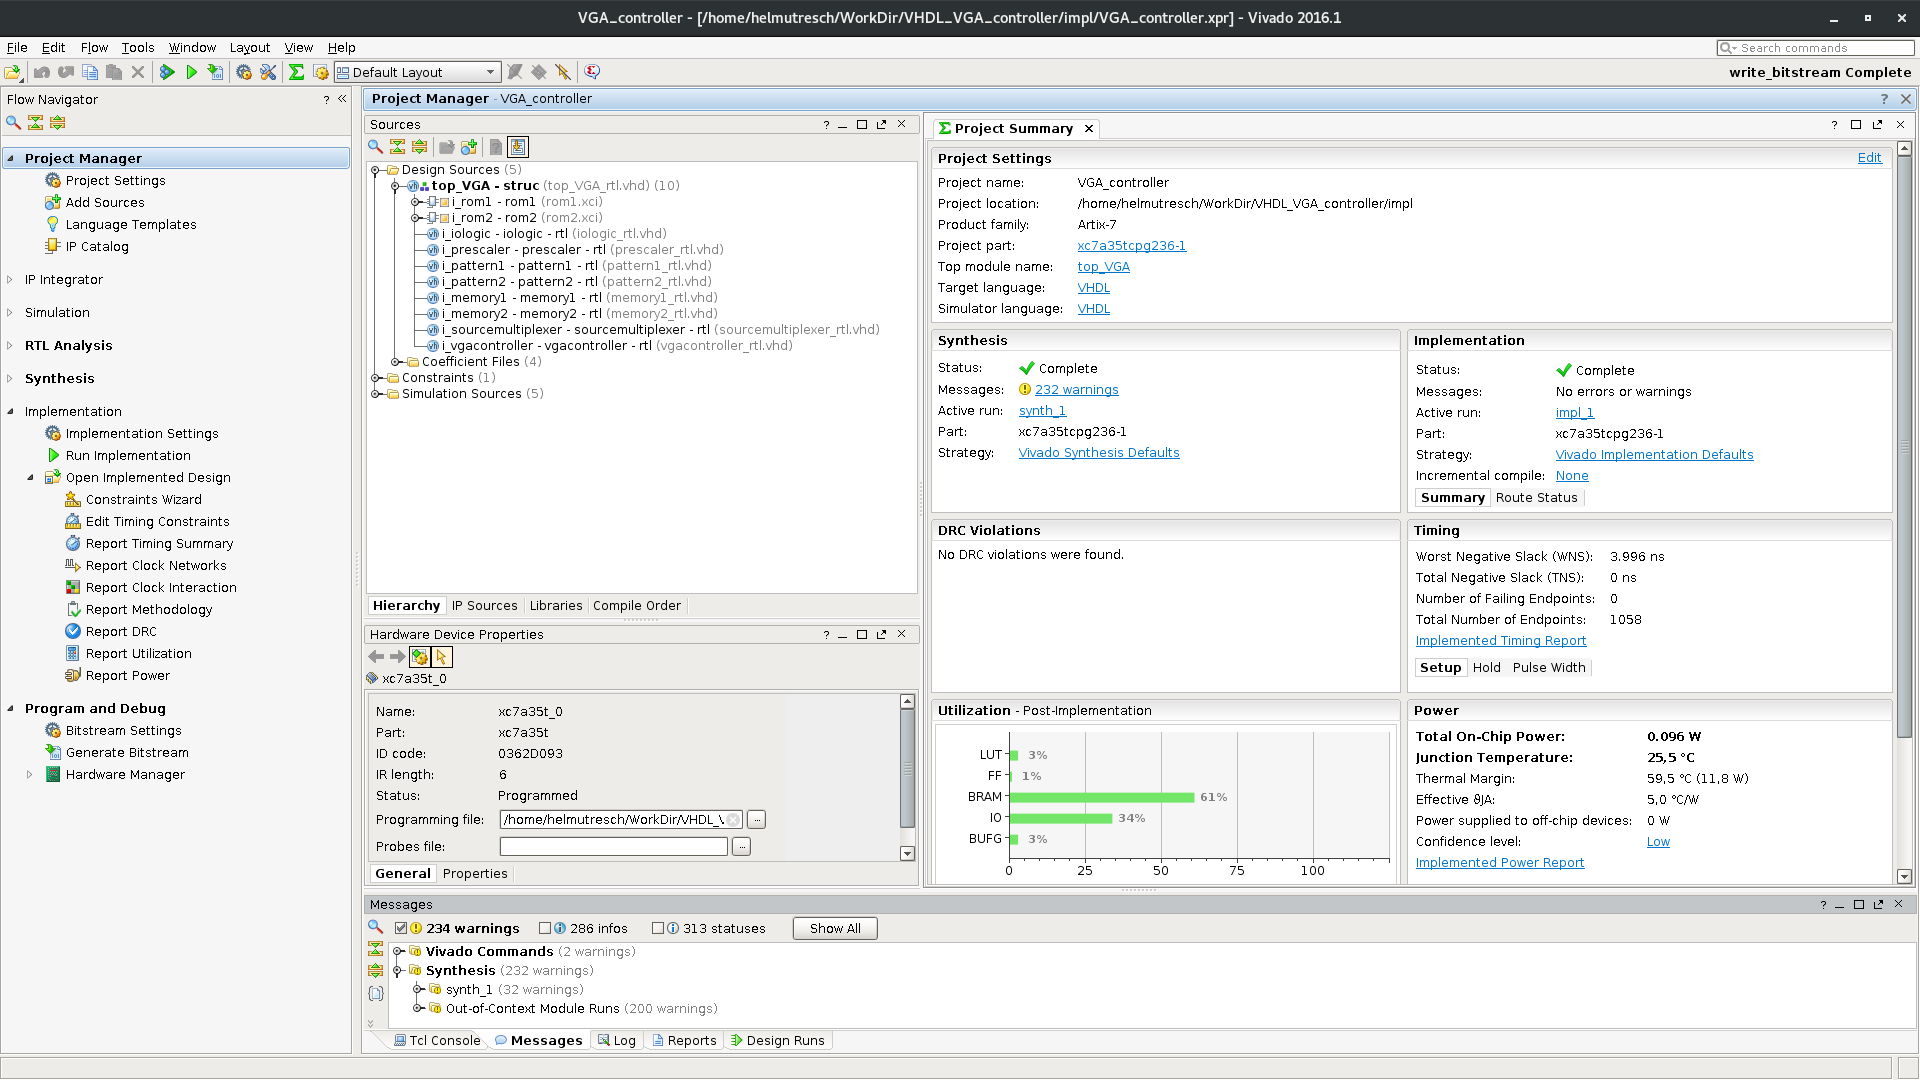 VGA_controller - [/home/helmutresch/WorkDir/VHDL_VGA_controller/impl/VGA_controller.xpr] - Vivado 2016.1
File Edit Flow Tools Window Layout View Help
Search commands
Default Layout
write_bitstream Complete
Flow Navigator
Project Manager
Project Settings
Add Sources
Language Templates
IP Catalog
IP Integrator
Simulation
RTL Analysis
Synthesis
Implementation
Implementation Settings
Run Implementation
Open Implemented Design
Constraints Wizard
Edit Timing Constraints
Report Timing Summary
Report Clock Networks
Report Clock Interaction
Report Methodology
Report DRC
Report Utilization
Report Power
Program and Debug
Bitstream Settings
Generate Bitstream
Hardware Manager
Project Manager - VGA_controller
Sources
Design Sources (5)
top_VGA - struc (top_VGA_rtl.vhd) (10)
i_rom1 - rom1 (rom1.xci)
i_rom2 - rom2 (rom2.xci)
i_iologic - iologic - rtl (iologic_rtl.vhd)
i_prescaler - prescaler - rtl (prescaler_rtl.vhd)
i_pattern1 - pattern1 - rtl (pattern1_rtl.vhd)
i_pattern2 - pattern2 - rtl (pattern2_rtl.vhd)
i_memory1 - memory1 - rtl (memory1_rtl.vhd)
i_memory2 - memory2 - rtl (memory2_rtl.vhd)
i_sourcemultiplexer - sourcemultiplexer - rtl (sourcemultiplexer_rtl.vhd)
i_vgacontroller - vgacontroller - rtl (vgacontroller_rtl.vhd)
Coefficient Files (4)
Constraints (1)
Simulation Sources (5)
Hierarchy IP Sources Libraries Compile Order
Hardware Device Properties
xc7a35t_0
Name: xc7a35t_0
Part: xc7a35t
ID code: 0362D093
IR length: 6
Status: Programmed
Programming file: /home/helmutresch/WorkDir/VHDL_V
Probes file:
General Properties
Project Summary
Project Settings Edit
Project name: VGA_controller
Project location: /home/helmutresch/WorkDir/VHDL_VGA_controller/impl
Product family: Artix-7
Project part: xc7a35tcpg236-1
Top module name: top_VGA
Target language: VHDL
Simulator language: VHDL
Synthesis
Status: Complete
Messages: 232 warnings
Active run: synth_1
Part: xc7a35tcpg236-1
Strategy: Vivado Synthesis Defaults
Implementation
Status: Complete
Messages: No errors or warnings
Active run: impl_1
Part: xc7a35tcpg236-1
Strategy: Vivado Implementation Defaults
Incremental compile: None
Summary Route Status
DRC Violations
No DRC violations were found.
Timing
Worst Negative Slack (WNS): 3.996 ns
Total Negative Slack (TNS): 0 ns
Number of Failing Endpoints: 0
Total Number of Endpoints: 1058
Implemented Timing Report
Setup Hold Pulse Width
Utilization - Post-Implementation
LUT 3%
FF 1%
BRAM 61%
IO 34%
BUFG 3%
0 25 50 75 100
Power
Total On-Chip Power: 0.096 W
Junction Temperature: 25,5 °C
Thermal Margin: 59,5 °C (11,8 W)
Effective ϑJA: 5,0 °C/W
Power supplied to off-chip devices: 0 W
Confidence level: Low
Implemented Power Report
Messages
234 warnings 286 infos 313 statuses Show All
Vivado Commands (2 warnings)
Synthesis (232 warnings)
synth_1 (32 warnings)
Out-of-Context Module Runs (200 warnings)
Tcl Console Messages Log Reports Design Runs